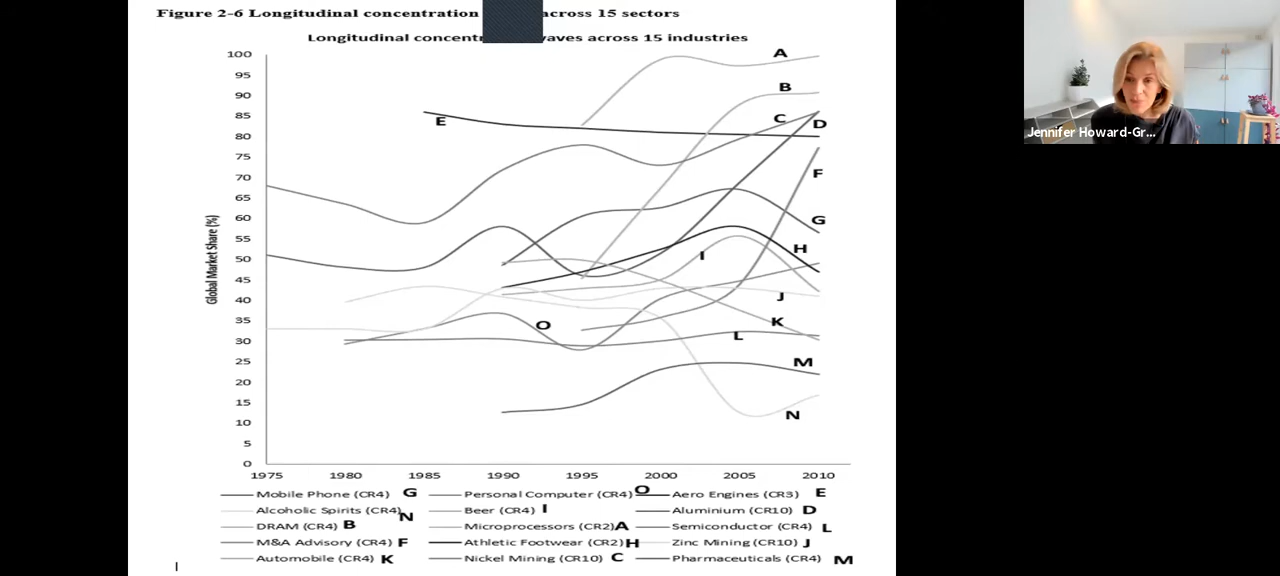 Figure 2-6 Longitudinal concentration across 15 sectors
Longitudinal waves across 15 industries
Global Market Share (%)
100
95
90
85
80
75
70
65
60
55
50
45
40
35
30
25
20
15
10
5
0
1975 1980 1985 1990 1995 2000 2005 2010
A
B
C
D
E
F
G
H
I
J
K
L
M
N
O
Mobile Phone (CR4) G Personal Computer (CR4) O Aero Engines (CR3) E
Alcoholic Spirits (CR4) N Beer (CR4) I Aluminium (CR10) D
DRAM (CR4) B Microprocessors (CR2) A Semiconductor (CR4) L
M&A Advisory (CR4) F Athletic Footwear (CR2) H Zinc Mining (CR10) J
Automobile (CR4) K Nickel Mining (CR10) C Pharmaceuticals (CR4) M
Jennifer Howard-Gr...